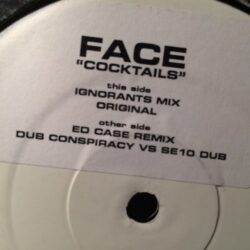 FACE
"COCKTAILS"
this side
IGNORANTS MIX
ORIGINAL
other side
ED CASE REMIX
DUB CONSPIRACY VS SE10 DUB